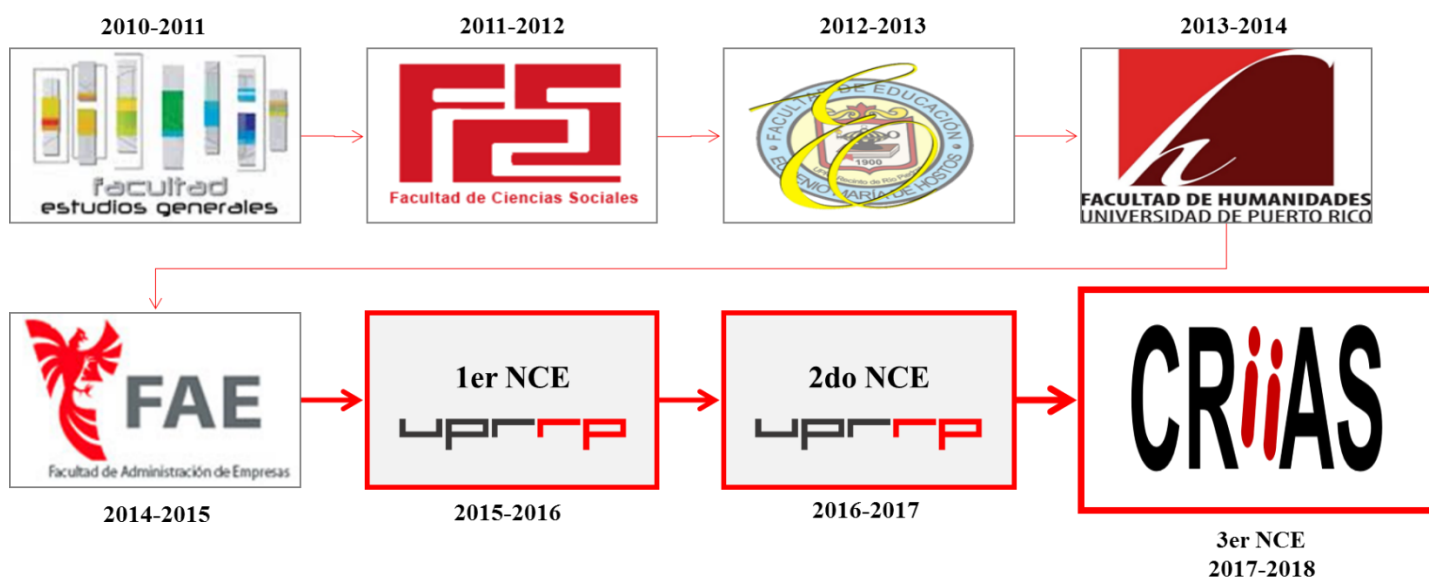 2010-2011
2011-2012
2012-2013
2013-2014
facultad
estudios generales
FCS
Facultad de Ciencias Sociales
FACULTAD DE EDUCACIÓN
1900
EUGENIO MARÍA DE HOSTOS
h
FACULTAD DE HUMANIDADES
UNIVERSIDAD DE PUERTO RICO
FAE
Facultad de Administración de Empresas
1er NCE
uprrp
2do NCE
uprrp
CRiiAS
2014-2015
2015-2016
2016-2017
3er NCE
2017-2018